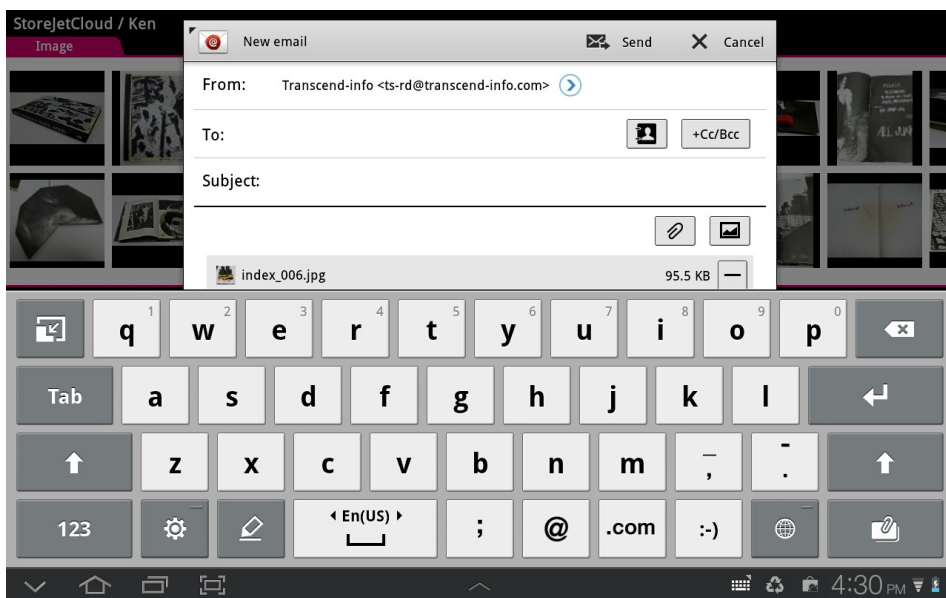 StoreJetCloud / Ken
Image
New email
Send
Cancel
From: Transcend-info <ts-rd@transcend-info.com>
To:
+Cc/Bcc
Subject:
index_006.jpg 95.5 KB
1 2 3 4 5 6 7 8 9 0
q w e r t y u i o p
Tab a s d f g h j k l
z x c v b n m _ , - .
123 En(US) ; @ .com :-)
4:30 PM